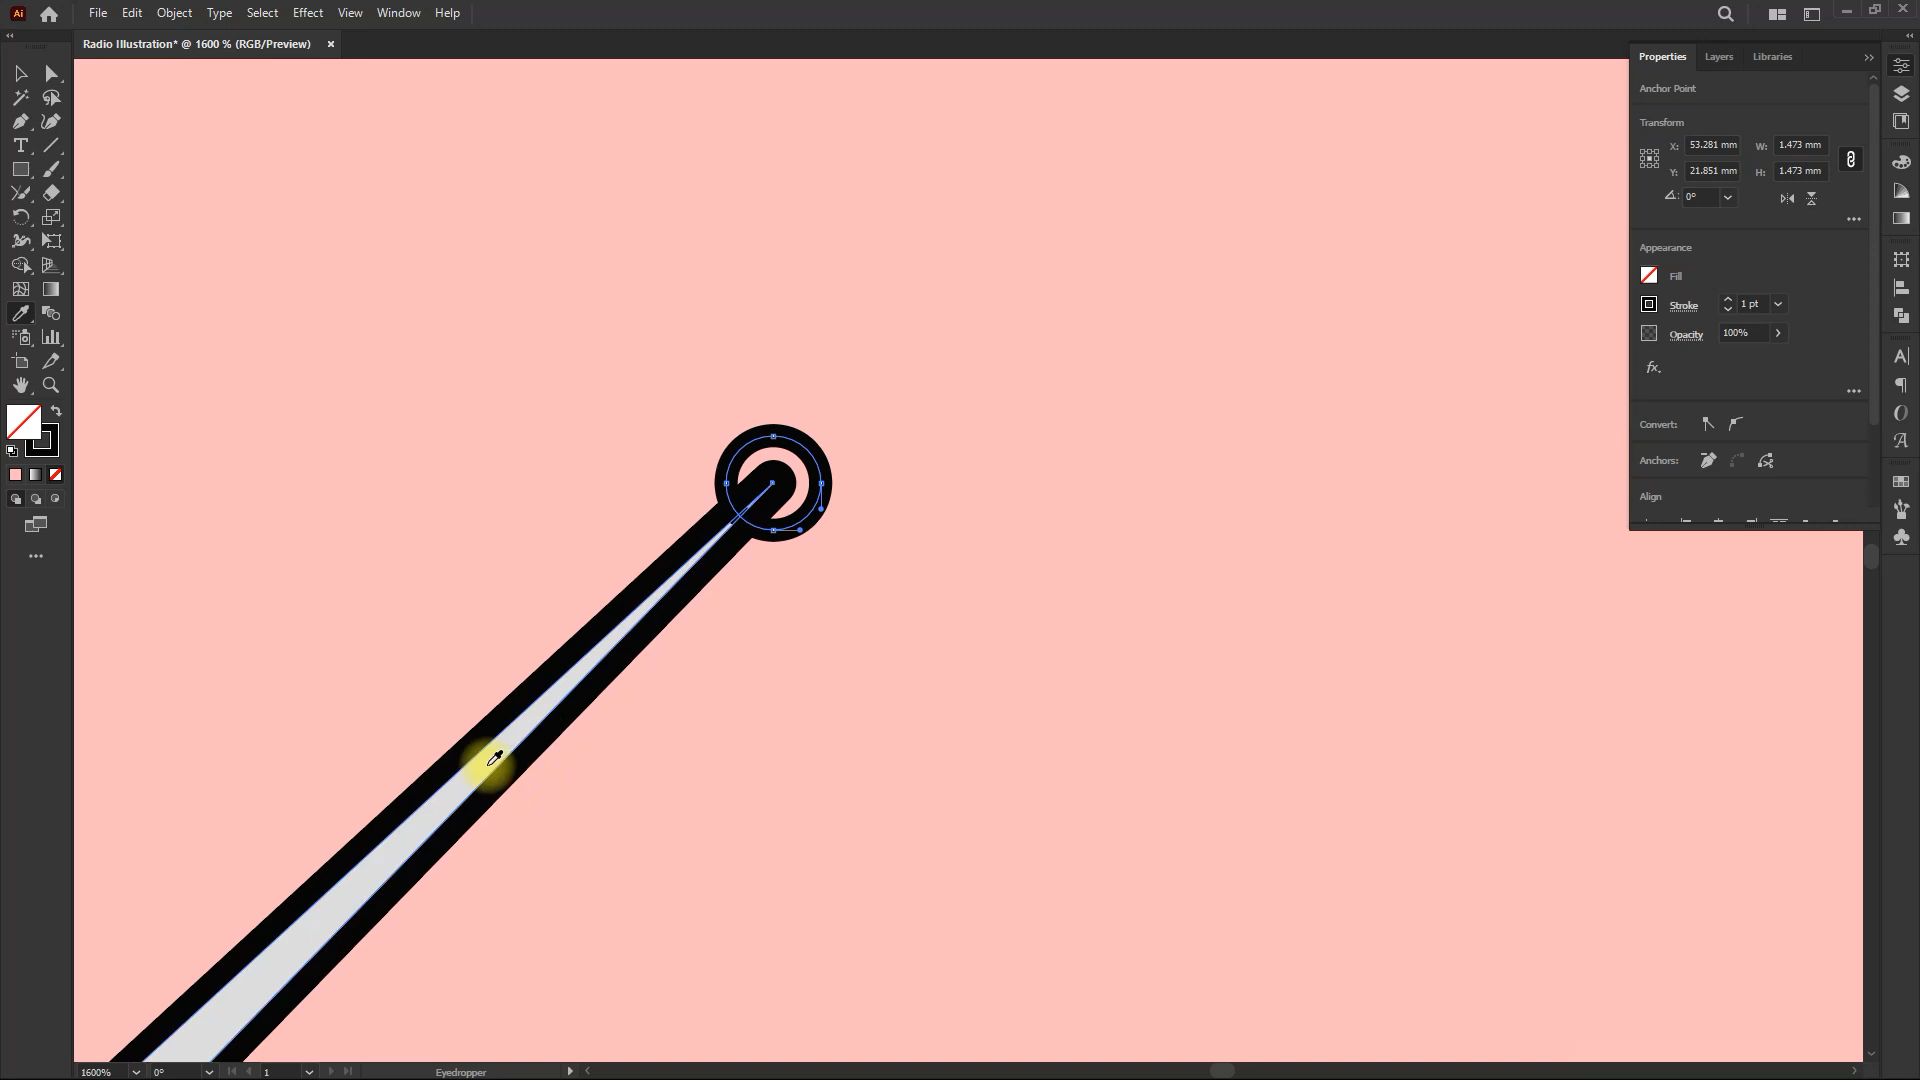 Ai File Edit Object Type Select Effect View Window Help
Radio Illustration* @ 1600 % (RGB/Preview) ×
Properties Layers Libraries
Anchor Point
Transform
X: 53.281 mm W: 1.473 mm
Y: 21.851 mm H: 1.473 mm
0°
Appearance
Fill
Stroke 1 pt
Opacity 100%
fx.
Convert:
Anchors:
Align
1600% 0° 1 Eyedropper